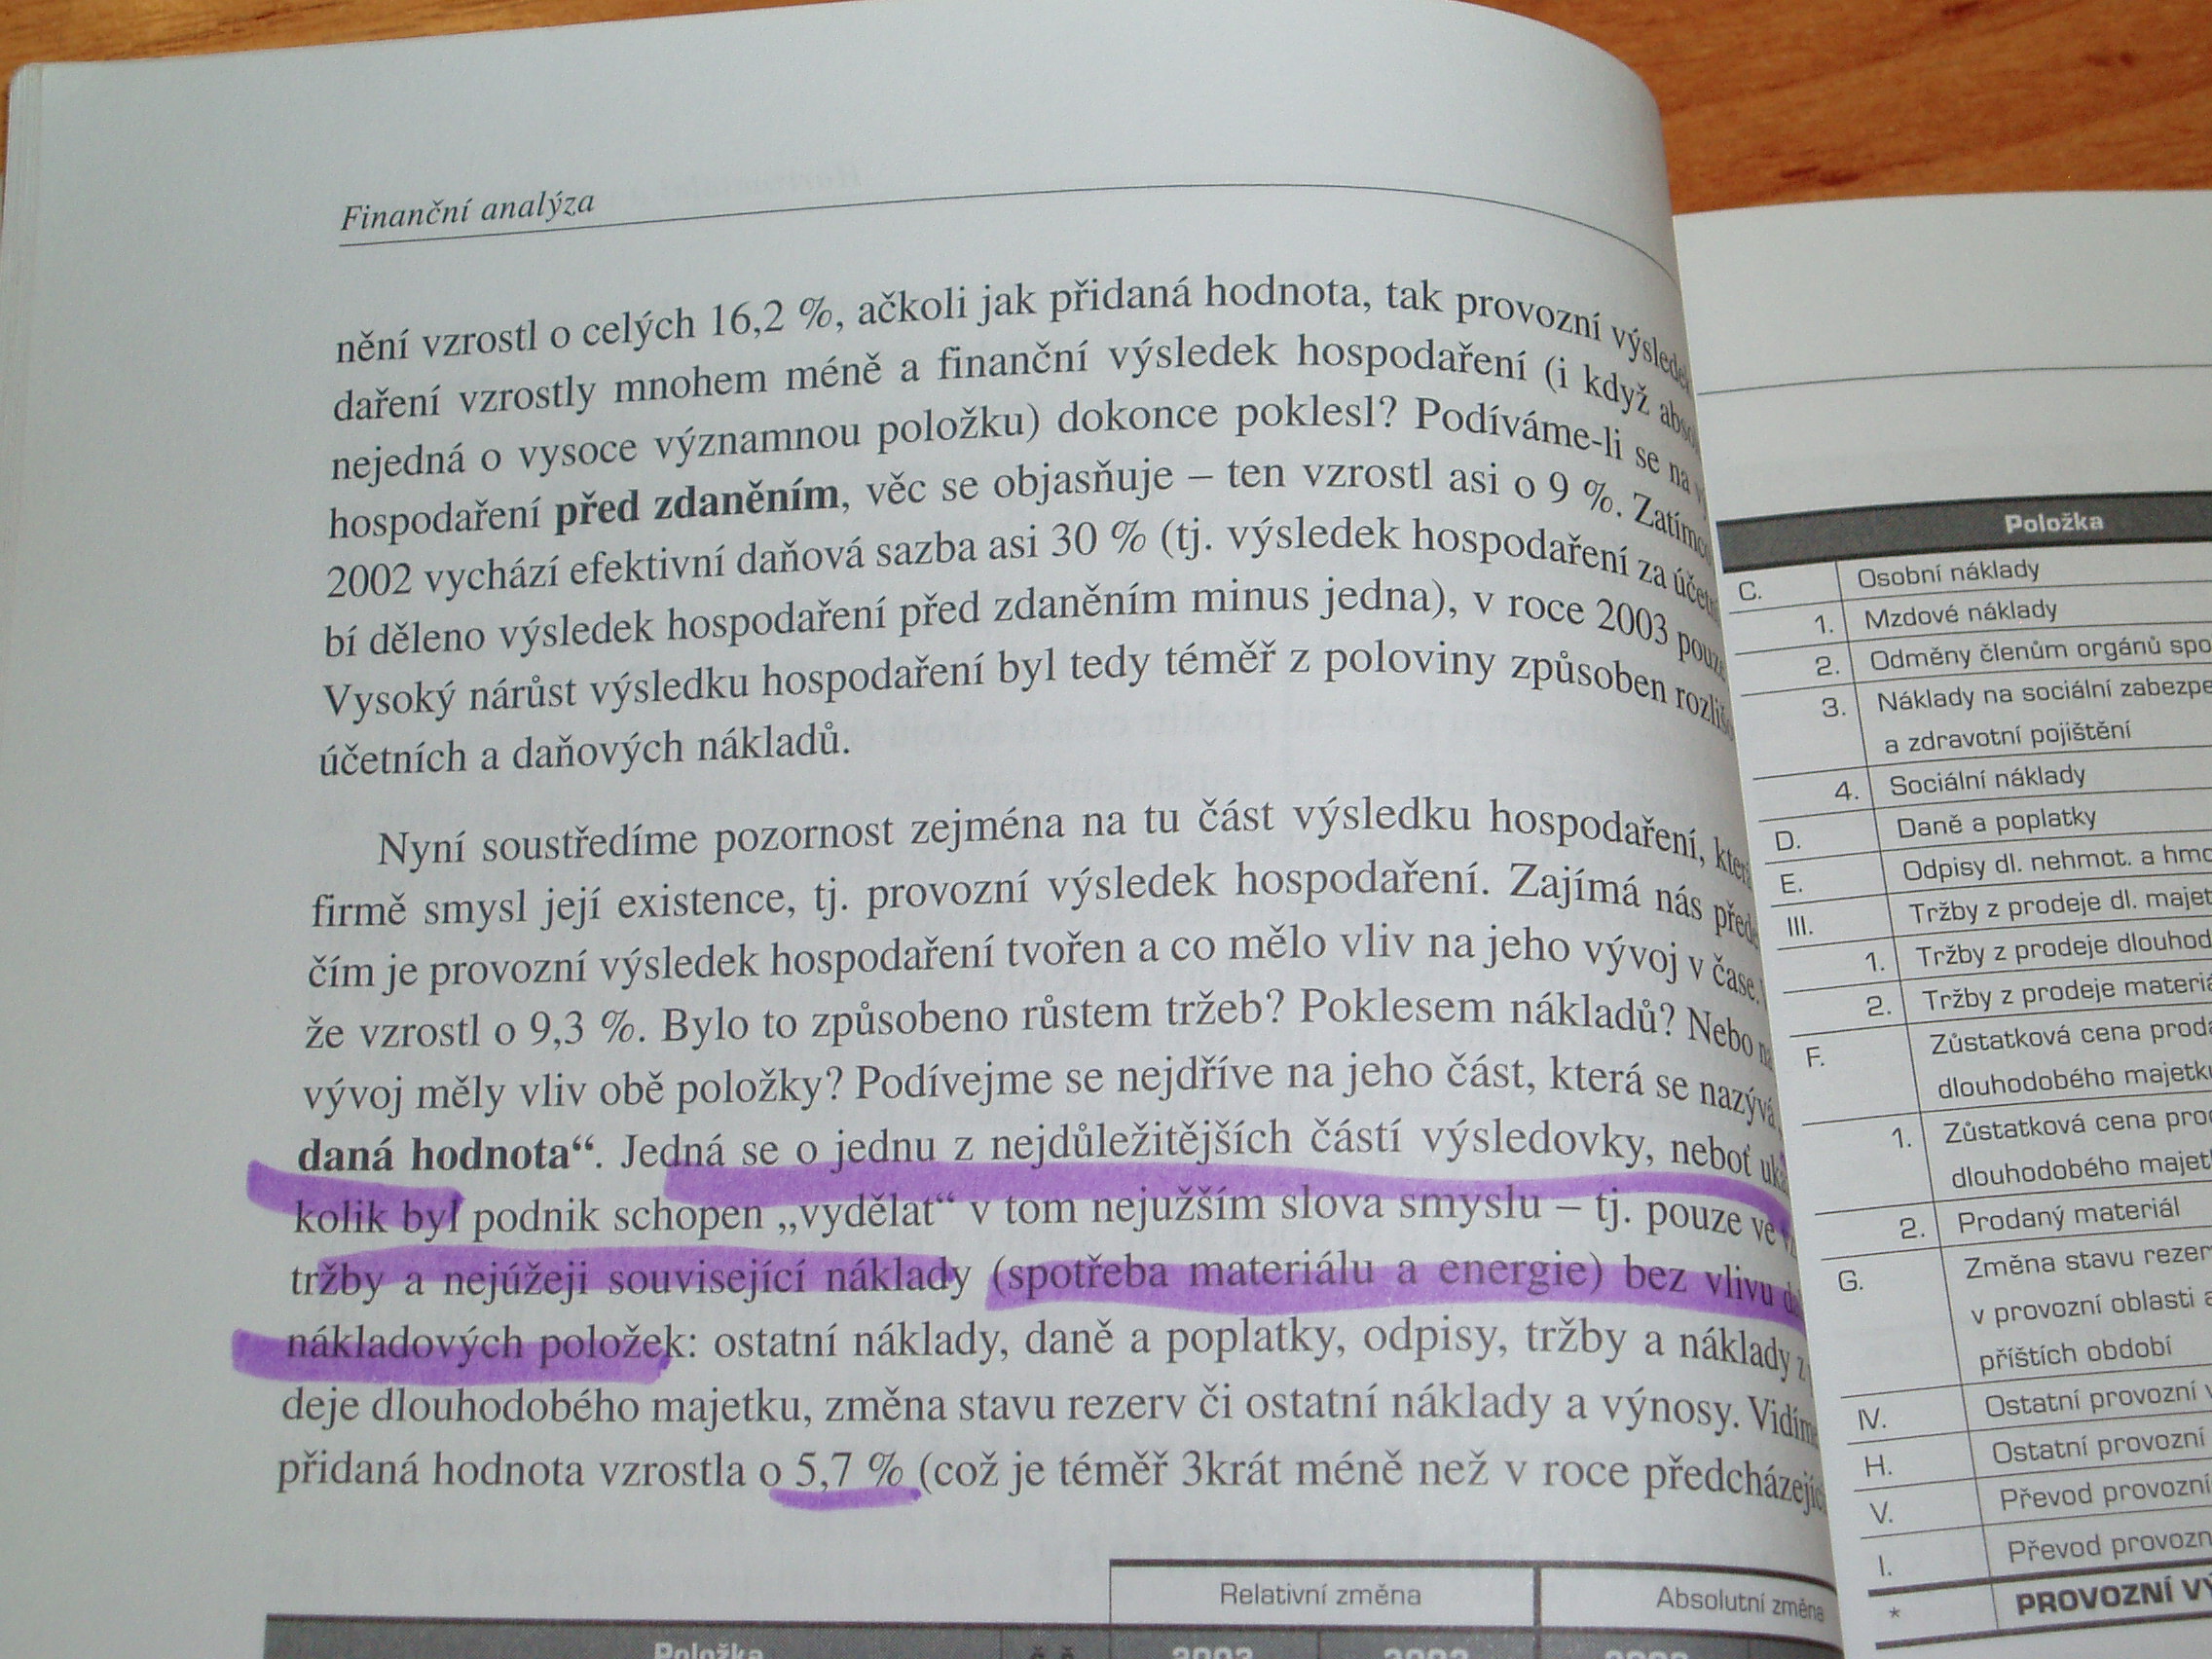 Finanční analýza
nění vzrostl o celých 16,2 %, ačkoli jak přidaná hodnota, tak provozní
daření vzrostly mnohem méně a finanční výsledek hospodaření (i když
nejedná o vysoce významnou položku) dokonce poklesl? Podíváme-li se na
hospodaření před zdaněním, věc se objasňuje – ten vzrostl asi o 9 %.
2002 vychází efektivní daňová sazba asi 30 % (tj. výsledek hospodaření za
bí děleno výsledek hospodaření před zdaněním minus jedna), v roce 2003
Vysoký nárůst výsledku hospodaření byl tedy téměř z poloviny způsoben
účetních a daňových nákladů.
Nyní soustředíme pozornost zejména na tu část výsledku hospodaření,
firmě smysl její existence, tj. provozní výsledek hospodaření. Zajímá nás
čím je provozní výsledek hospodaření tvořen a co mělo vliv na jeho vývoj v čase.
že vzrostl o 9,3 %. Bylo to způsobeno růstem tržeb? Poklesem nákladů? Nebo
vývoj měly vliv obě položky? Podívejme se nejdříve na jeho část, která se
daná hodnota“. Jedná se o jednu z nejdůležitějších částí výsledovky, neboť
kolik byl podnik schopen „vydělat“ v tom nejužším slova smyslu – tj. pouze ve
tržby a nejúžeji související náklady (spotřeba materiálu a energie) bez vlivu
nákladových položek: ostatní náklady, daně a poplatky, odpisy, tržby a náklady
deje dlouhodobého majetku, změna stavu rezerv či ostatní náklady a výnosy.
přidaná hodnota vzrostla o 5,7 % (což je téměř 3krát méně než v roce
Relativní změna Absolutní změna
Položka
Položka
C. Osobní náklady
1. Mzdové náklady
2. Odměny členům orgánů
3. Náklady na sociální
a zdravotní pojištění
4. Sociální náklady
D. Daně a poplatky
E. Odpisy dl. nehmot. a
III. Tržby z prodeje dl.
1. Tržby z prodeje
2. Tržby z prodeje
F. Zůstatková cena
dlouhodobého
1. Zůstatková cena
dlouhodobého
2. Prodaný materiál
G. Změna stavu
v provozní oblasti a
příštích období
IV. Ostatní provozní
H. Ostatní provozní
V. Převod
I. Převod
* PROVOZNÍ